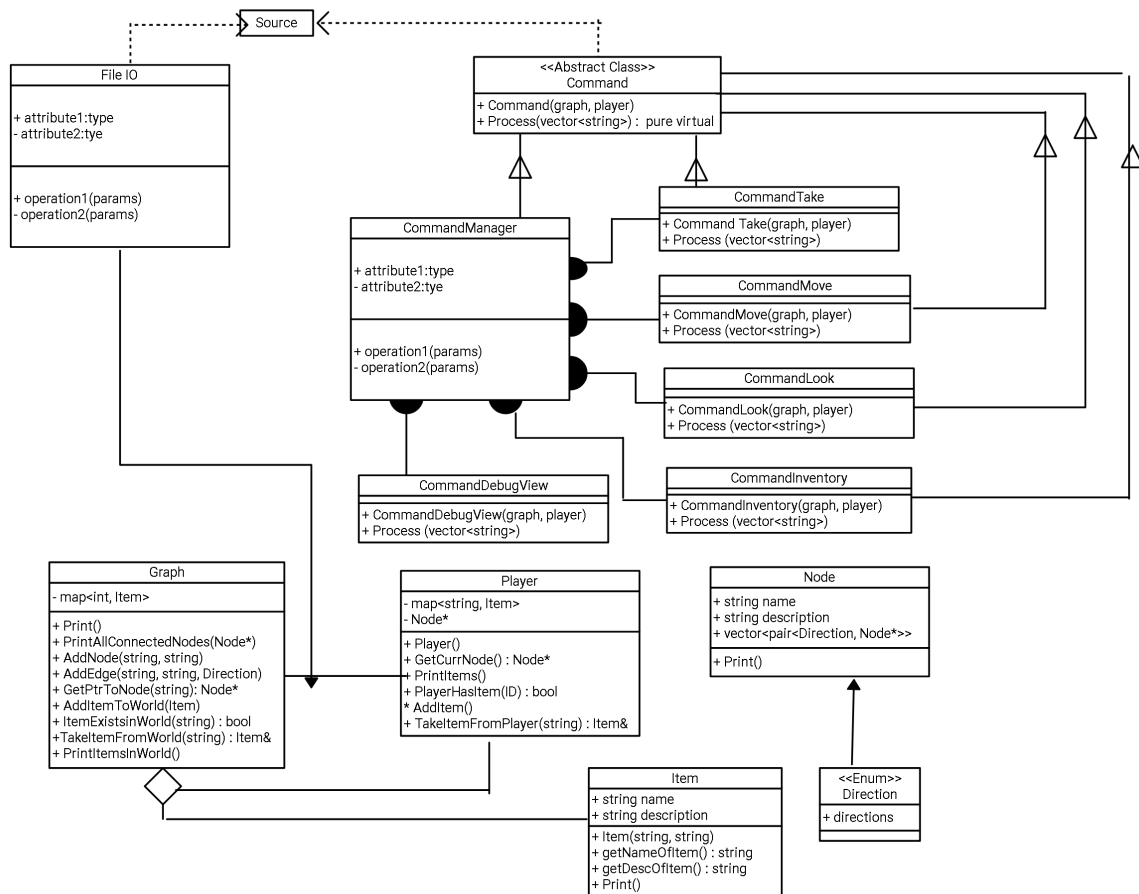 Source
File IO
+ attribute1:type
- attribute2:tye
+ operation1(params)
- operation2(params)
<<Abstract Class>>
Command
+ Command(graph, player)
+ Process(vector<string>) : pure virtual
CommandManager
+ attribute1:type
- attribute2:tye
+ operation1(params)
- operation2(params)
CommandTake
+ Command Take(graph, player)
+ Process (vector<string>)
CommandMove
+ CommandMove(graph, player)
+ Process (vector<string>)
CommandLook
+ CommandLook(graph, player)
+ Process (vector<string>)
CommandInventory
+ CommandInventory(graph, player)
+ Process (vector<string>)
CommandDebugView
+ CommandDebugView(graph, player)
+ Process (vector<string>)
Graph
- map<int, Item>
+ Print()
+ PrintAllConnectedNodes(Node*)
+ AddNode(string, string)
+ AddEdge(string, string, Direction)
+ GetPtrToNode(string): Node*
+ AddItemToWorld(Item)
+ ItemExistsinWorld(string) : bool
+TakeItemFromWorld(string) : Item&
+ PrintItemsInWorld()
Player
- map<string, Item>
- Node*
+ Player()
+ GetCurrNode() : Node*
+ PrintItems()
+ PlayerHasItem(ID) : bool
* AddItem()
+ TakeItemFromPlayer(string) : Item&
Node
+ string name
+ string description
+ vector<pair<Direction, Node*>>
+ Print()
<<Enum>>
Direction
+ directions
Item
+ string name
+ string description
+ Item(string, string)
+ getNameOfItem() : string
+ getDescOfItem() : string
+ Print()